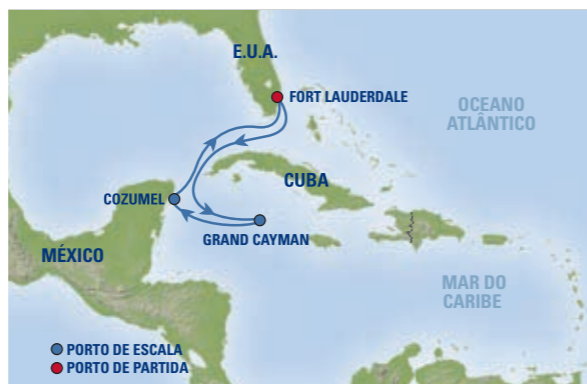 E.U.A.
FORT LAUDERDALE
OCEANO
ATLÂNTICO
CUBA
COZUMEL
GRAND CAYMAN
MÉXICO
MAR DO
CARIBE
PORTO DE ESCALA
PORTO DE PARTIDA